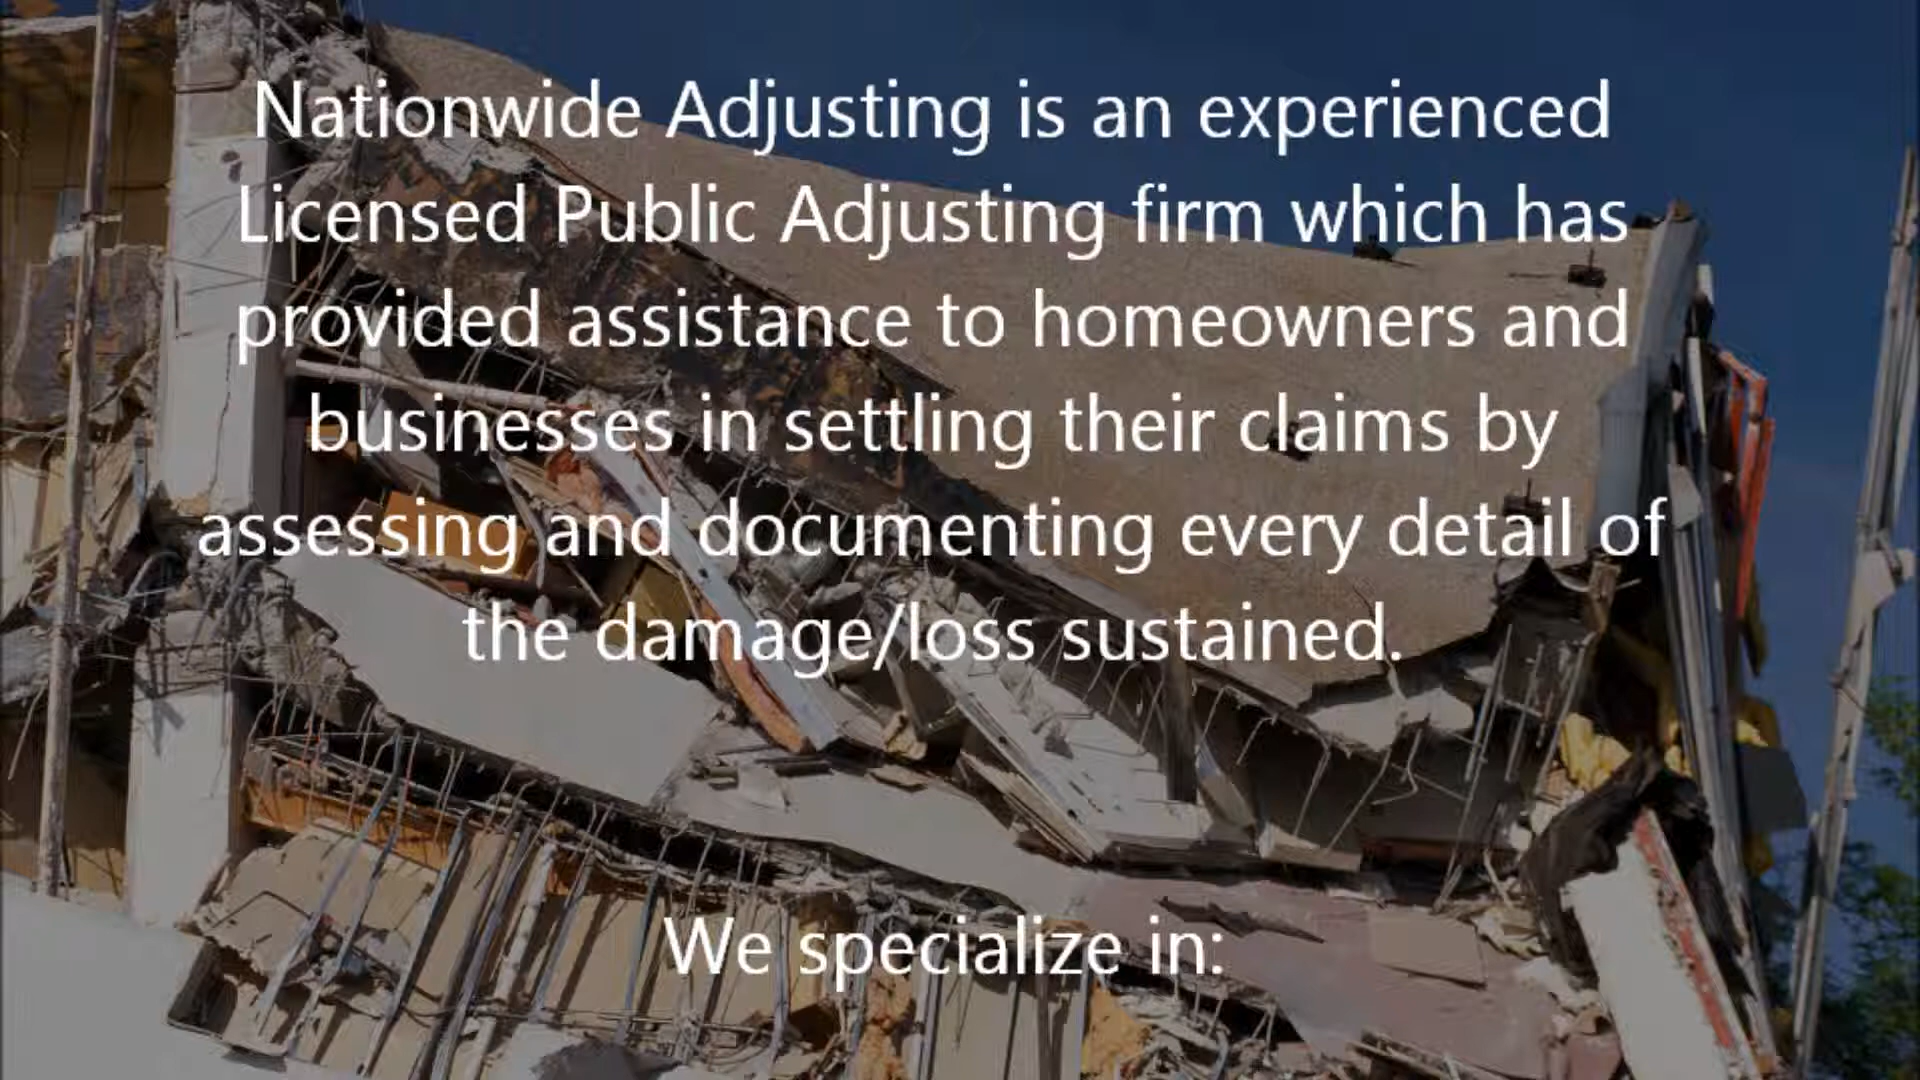 Nationwide Adjusting is an experienced
Licensed Public Adjusting firm which has
provided assistance to homeowners and
businesses in settling their claims by
assessing and documenting every detail of
the damage/loss sustained.
We specialize in: